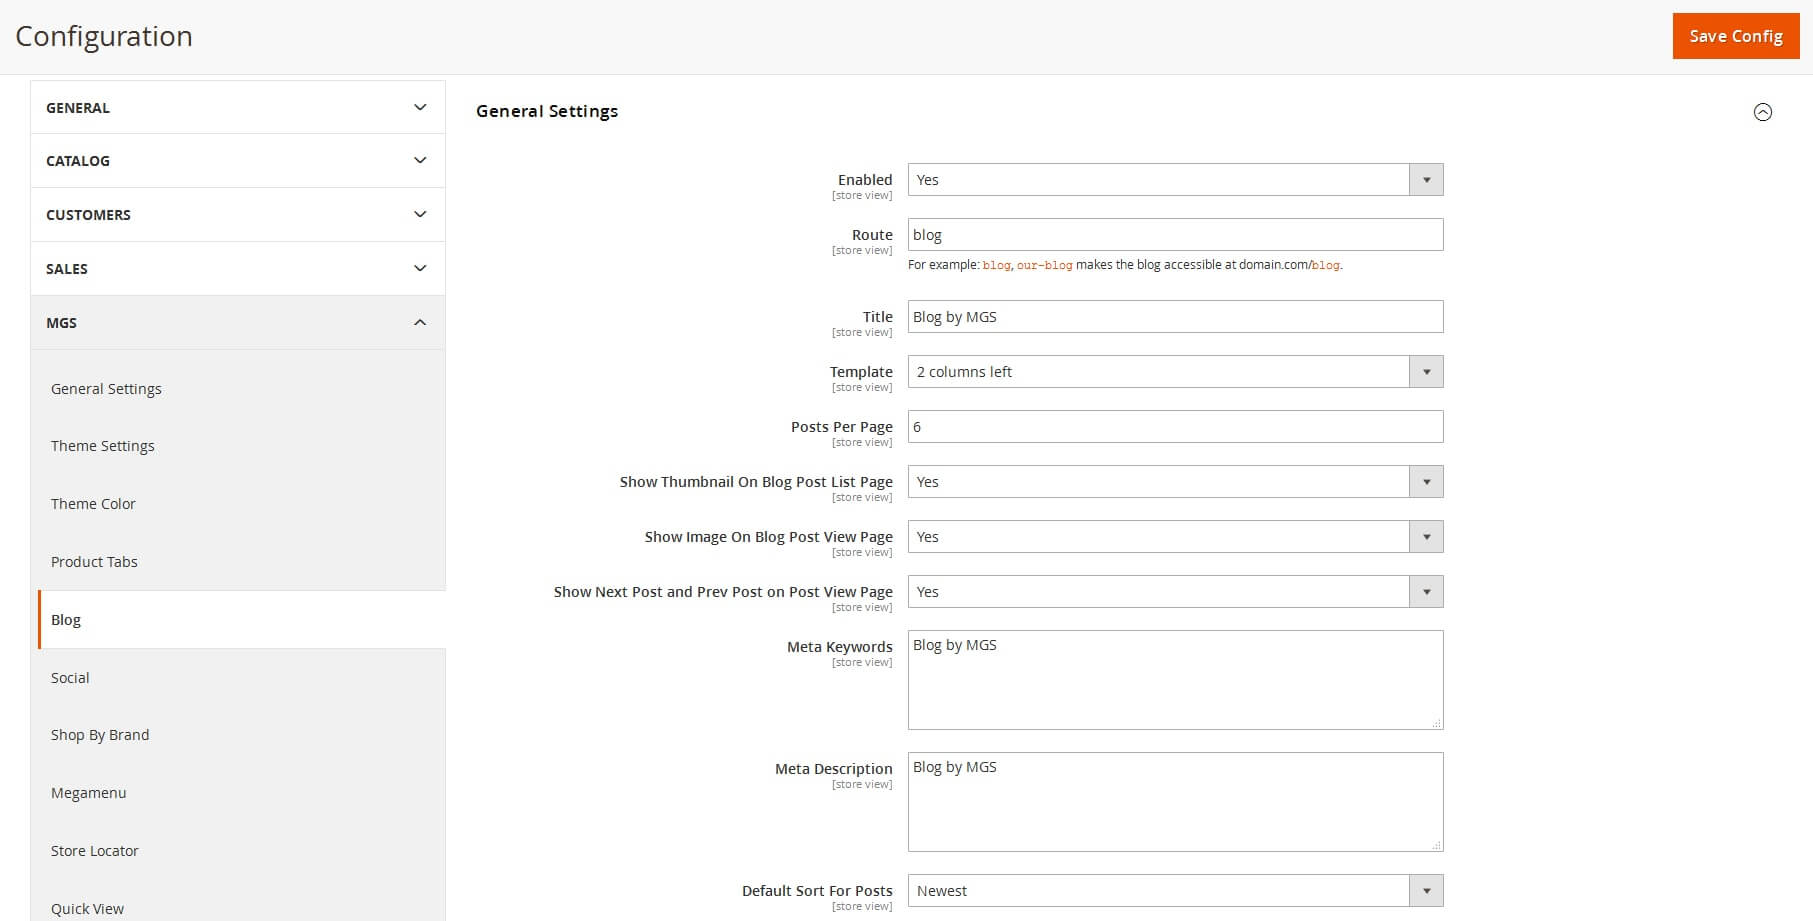 Configuration
Save Config
GENERAL
CATALOG
CUSTOMERS
SALES
MGS
General Settings
Theme Settings
Theme Color
Product Tabs
Blog
Social
Shop By Brand
Megamenu
Store Locator
Quick View
General Settings
Enabled
[store view]
Yes
Route
[store view]
blog
For example: blog, our-blog makes the blog accessible at domain.com/blog.
Title
[store view]
Blog by MGS
Template
[store view]
2 columns left
Posts Per Page
[store view]
6
Show Thumbnail On Blog Post List Page
[store view]
Yes
Show Image On Blog Post View Page
[store view]
Yes
Show Next Post and Prev Post on Post View Page
[store view]
Yes
Meta Keywords
[store view]
Blog by MGS
Meta Description
[store view]
Blog by MGS
Default Sort For Posts
[store view]
Newest